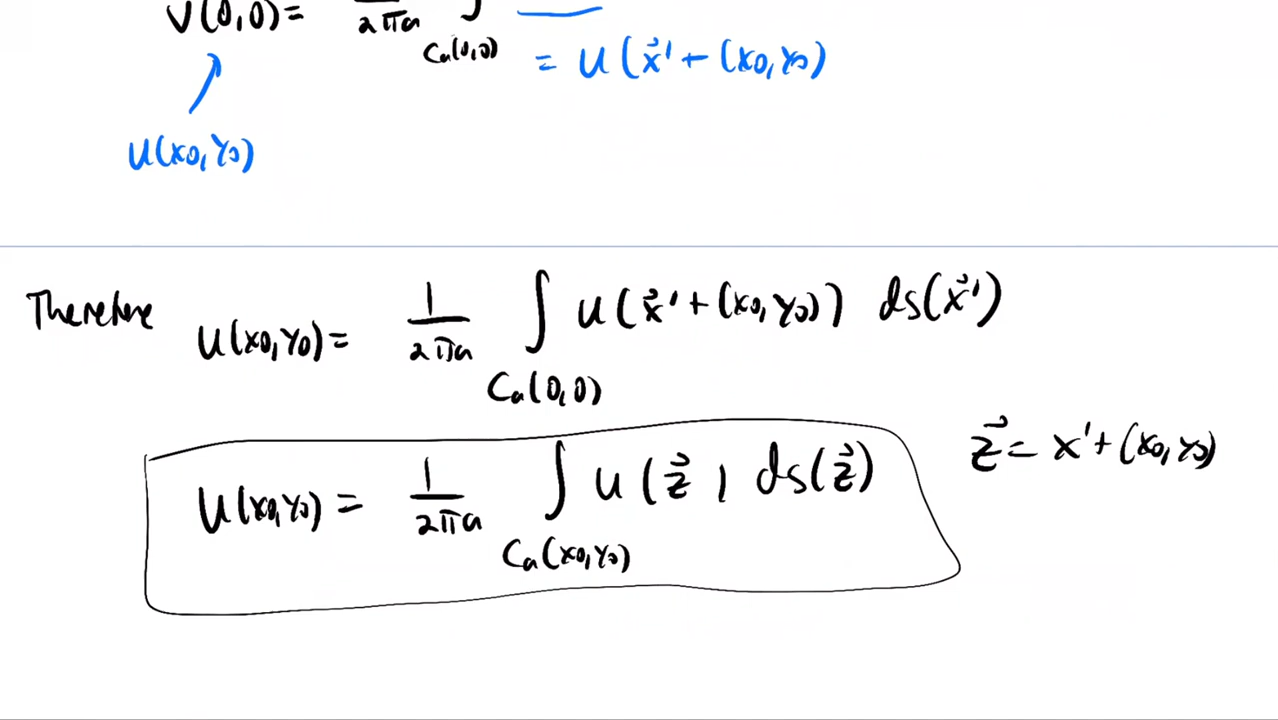 V(0,0) = 1/2πa ∫
Ca(0,0)
= u(x⃗' + (x0,y0)
u(x0,y0)
Therefore u(x0,y0) = 1/2πa ∫ u(x⃗' + (x0,y0)) ds(x⃗')
Ca(0,0)
z⃗ = x' + (x0,y0)
u(x0,y0) = 1/2πa ∫ u(z⃗) ds(z⃗)
Ca(x0,y0)